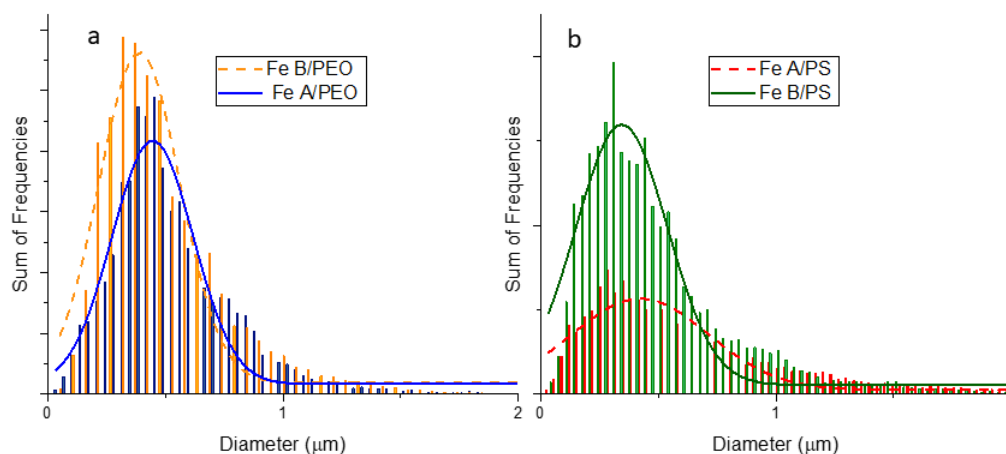 a
Fe B/PEO
Fe A/PEO
Sum of Frequencies
0
1
2
Diameter (μm)
b
Fe A/PS
Fe B/PS
Sum of Frequencies
0
1
Diameter (μm)